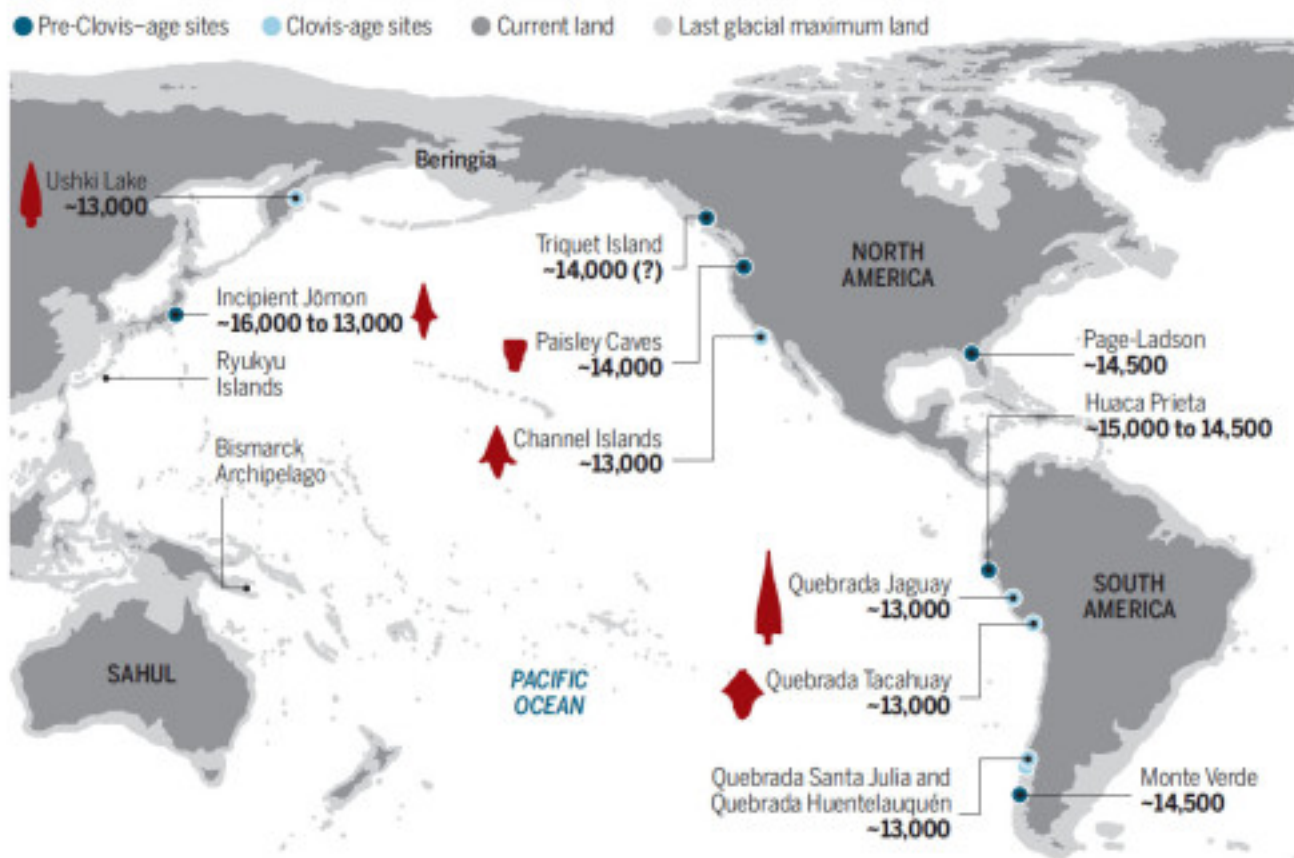 Pre-Clovis–age sites
Clovis-age sites
Current land
Last glacial maximum land
Beringia
Ushki Lake
~13,000
Triquet Island
~14,000 (?)
NORTH
AMERICA
Incipient Jōmon
~16,000 to 13,000
Paisley Caves
~14,000
Page-Ladson
~14,500
Ryukyu
Islands
Huaca Prieta
~15,000 to 14,500
Channel Islands
~13,000
Bismarck
Archipelago
Quebrada Jaguay
~13,000
SOUTH
AMERICA
SAHUL
PACIFIC
OCEAN
Quebrada Tacahuay
~13,000
Quebrada Santa Julia and
Quebrada Huentelauquén
~13,000
Monte Verde
~14,500